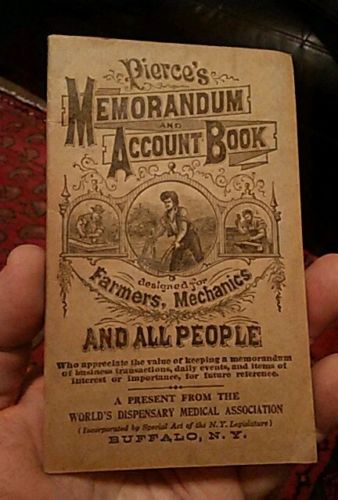 Pierce's
MEMORANDUM
AND
ACCOUNT BOOK
designed for
Farmers, Mechanics
AND ALL PEOPLE
Who appreciate the value of keeping a memorandum
of business transactions, daily events, and items of
interest or importance, for future reference.
A PRESENT FROM THE
WORLD'S DISPENSARY MEDICAL ASSOCIATION
(Incorporated by Special Act of the N.Y. Legislature)
BUFFALO, N.Y.